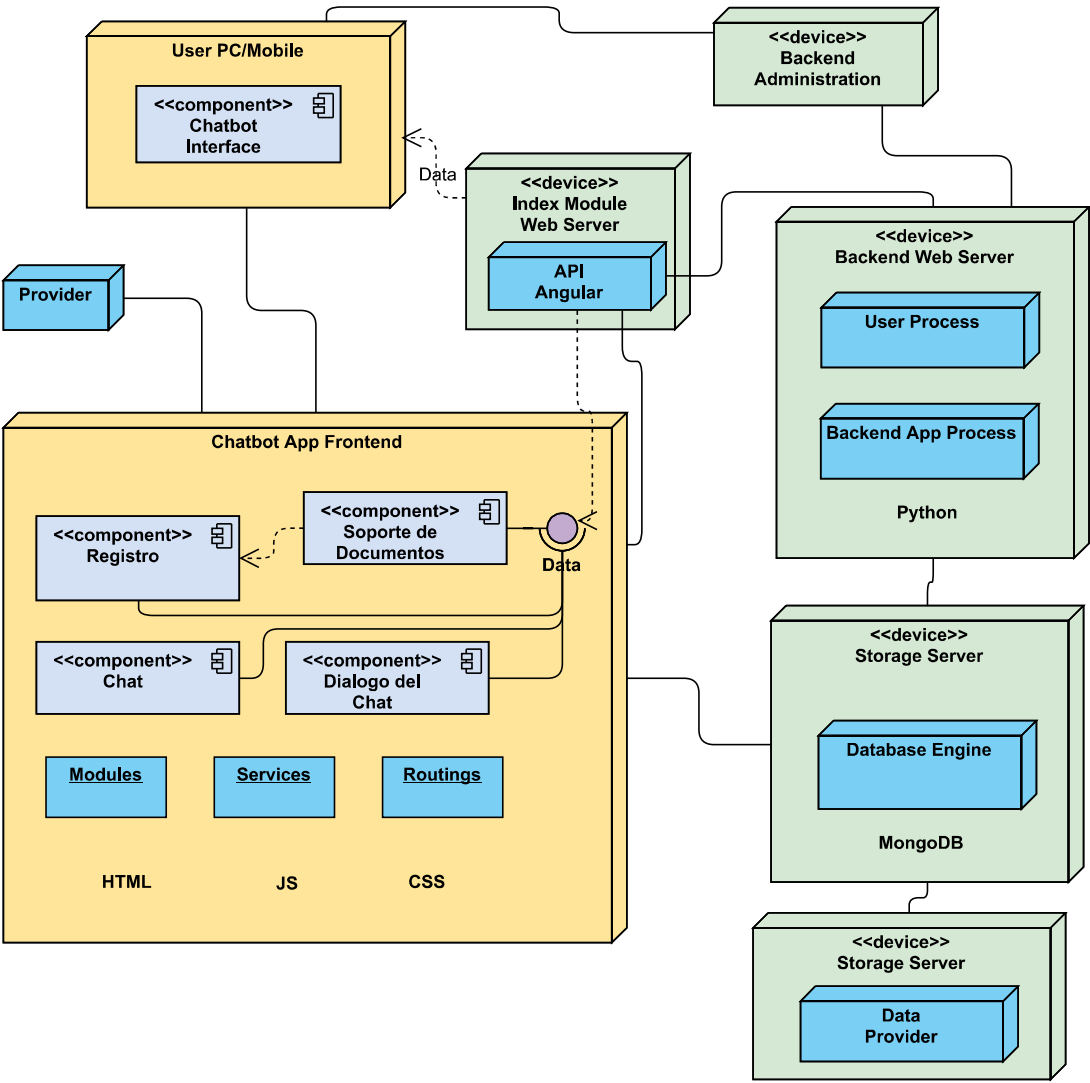 User PC/Mobile
<<component>>
Chatbot
Interface
<<device>>
Backend
Administration
Data
<<device>>
Index Module
Web Server
API
Angular
<<device>>
Backend Web Server
User Process
Backend App Process
Python
Provider
Chatbot App Frontend
<<component>>
Registro
<<component>>
Soporte de
Documentos
Data
<<component>>
Chat
<<component>>
Dialogo del
Chat
Modules
Services
Routings
HTML
JS
CSS
<<device>>
Storage Server
Database Engine
MongoDB
<<device>>
Storage Server
Data
Provider